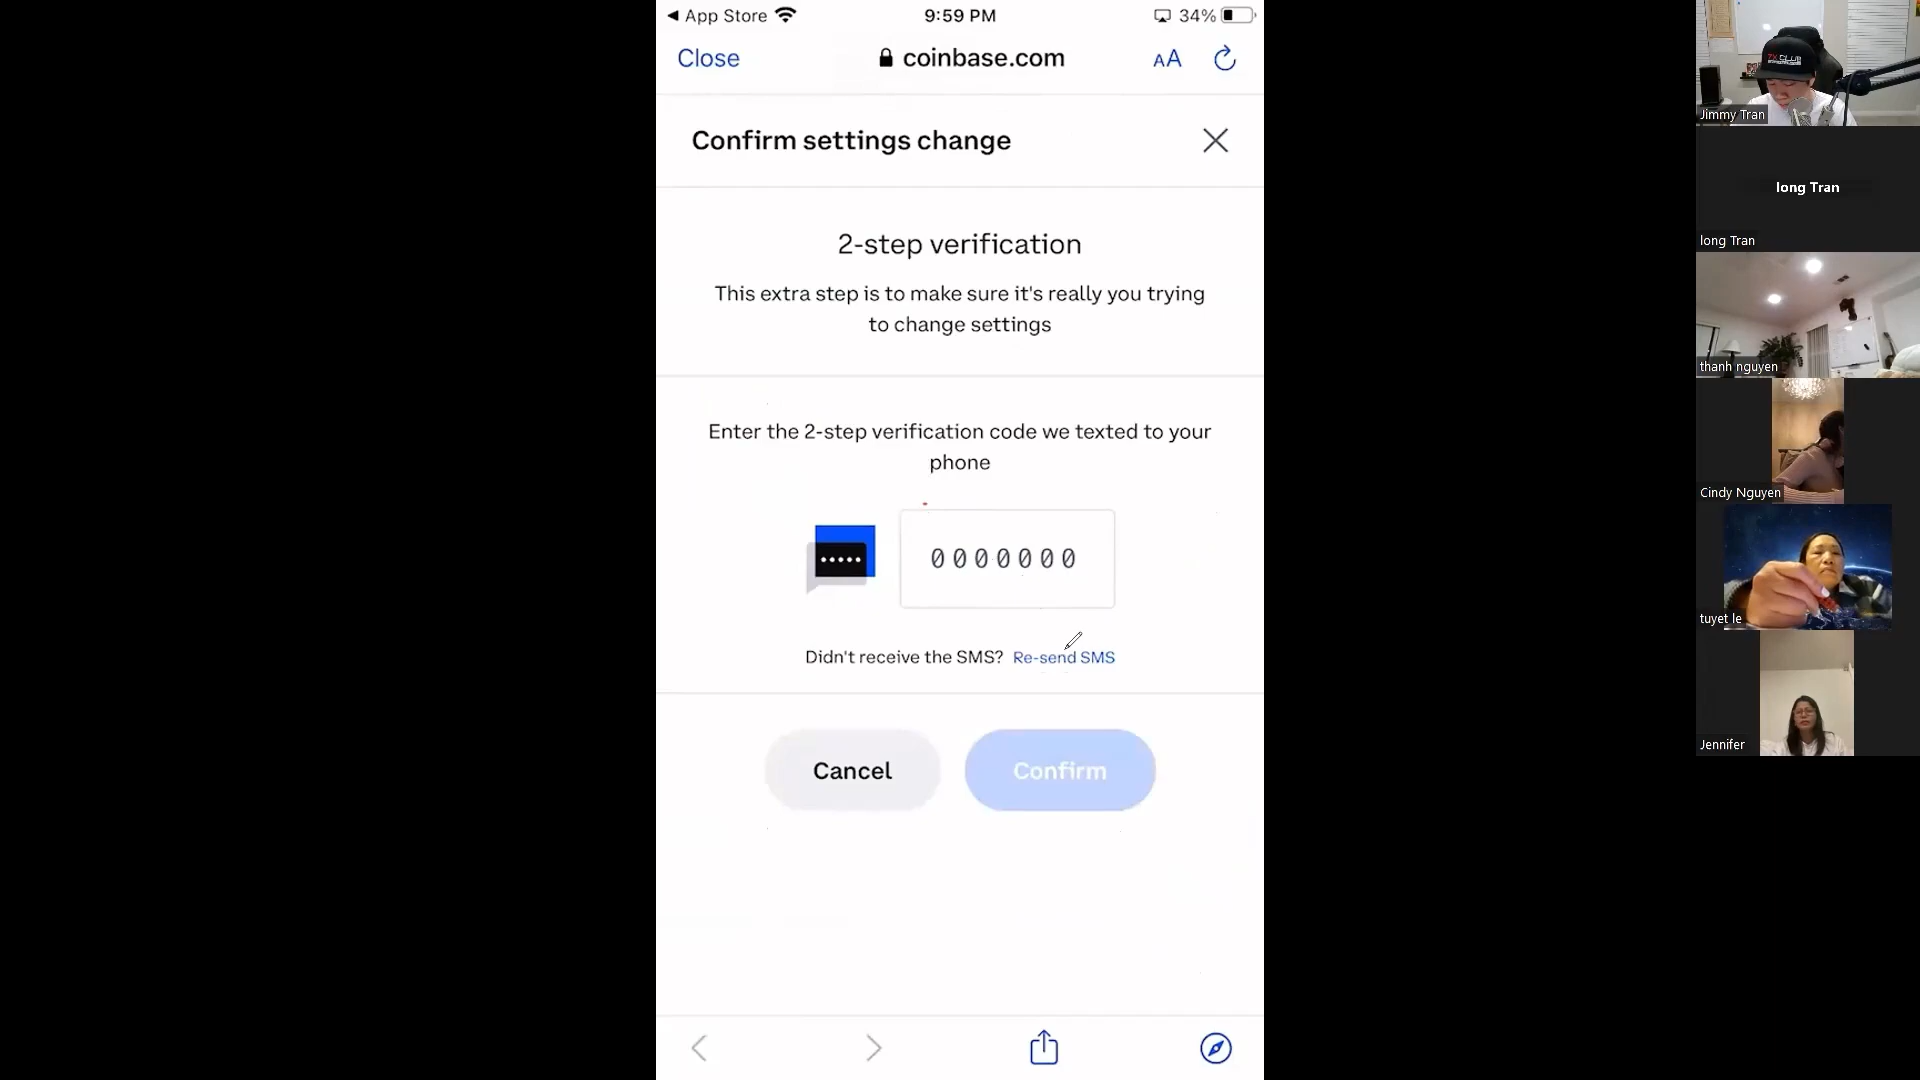 App Store
9:59 PM
34%
Close
coinbase.com
AA
Confirm settings change
2-step verification
This extra step is to make sure it's really you trying
to change settings
Enter the 2-step verification code we texted to your
phone
0000000
Didn't receive the SMS? Re-send SMS
Cancel
Confirm
Jimmy Tran
long Tran
long Tran
thanh nguyen
Cindy Nguyen
tuyet le
Jennifer